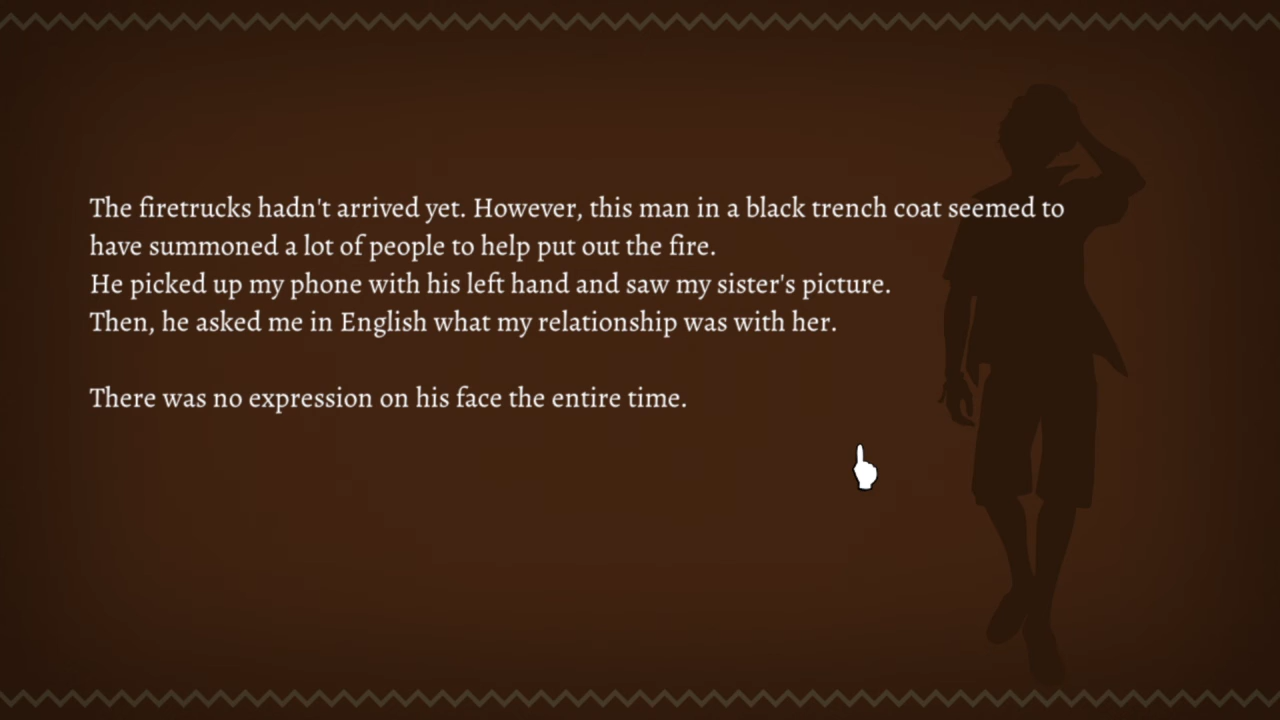 The firetrucks hadn't arrived yet. However, this man in a black trench coat seemed to
have summoned a lot of people to help put out the fire.
He picked up my phone with his left hand and saw my sister's picture.
Then, he asked me in English what my relationship was with her.
There was no expression on his face the entire time.